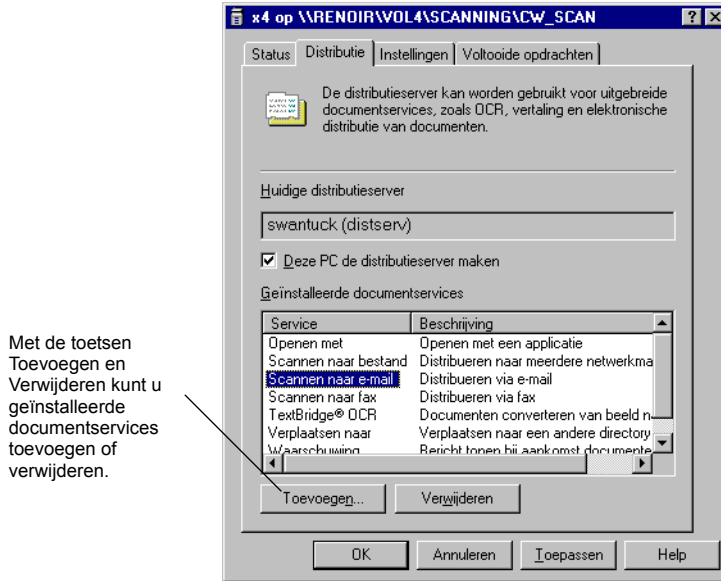 x4 op \\RENOIR\VOL4\SCANNING\CW_SCAN
Status Distributie Instellingen Voltooide opdrachten
De distributieserver kan worden gebruikt voor uitgebreide
documentservices, zoals OCR, vertaling en elektronische
distributie van documenten.
Huidige distributieserver
swantuck (distserv)
Deze PC de distributieserver maken
Geïnstalleerde documentservices
Service Beschrijving
Openen met Openen met een applicatie
Scannen naar bestand Distribueren naar meerdere netwerkma
Scannen naar e-mail Distribueren via e-mail
Scannen naar fax Distribueren via fax
TextBridge® OCR Documenten converteren van beeld n
Verplaatsen naar Verplaatsen naar een andere directory
Waarschuwing Bericht tonen bij aankomst documente
Toevoegen... Verwijderen
OK Annuleren Toepassen Help
Met de toetsen
Toevoegen en
Verwijderen kunt u
geïnstalleerde
documentservices
toevoegen of
verwijderen.